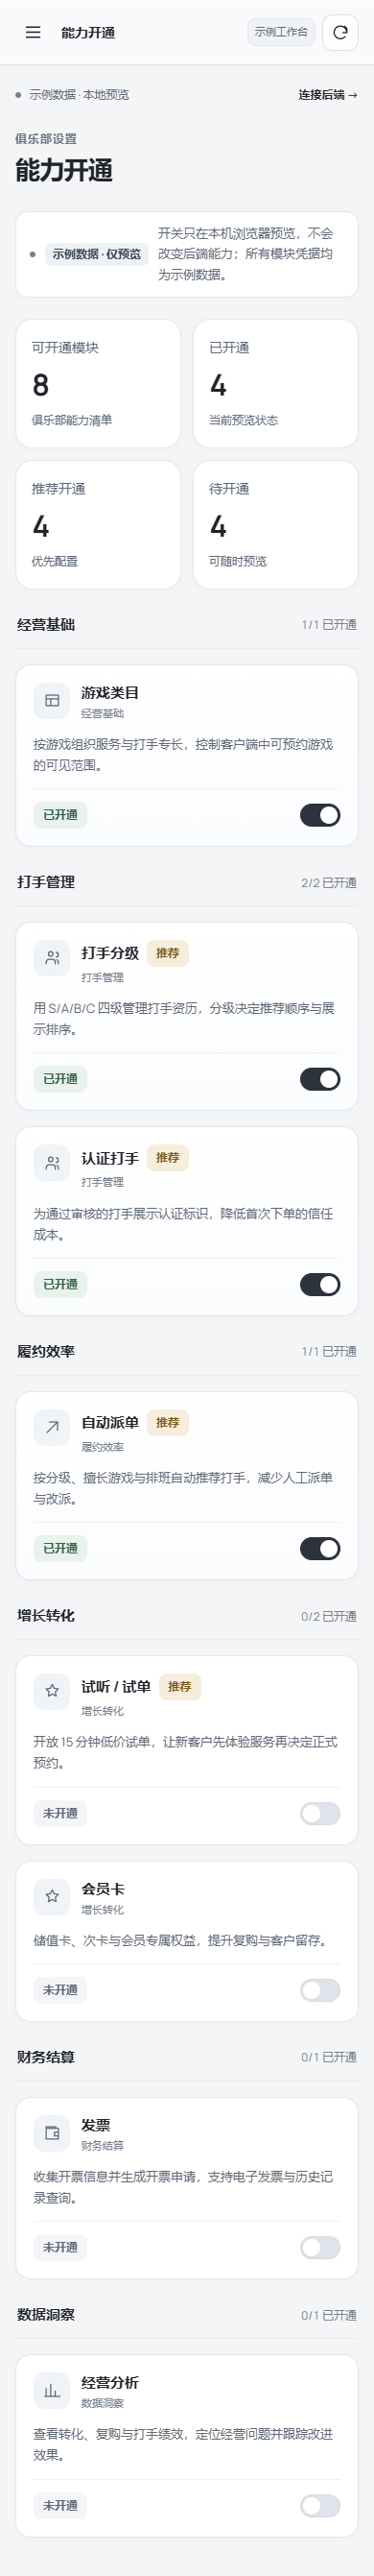 能力开通
示例工作台
示例数据 · 本地预览
连接后端 →
俱乐部设置
能力开通
示例数据 · 仅预览
开关只在本机浏览器预览，不会
改变后端能力；所有模块凭据均
为示例数据。
可开通模块
8
俱乐部能力清单
已开通
4
当前预览状态
推荐开通
4
优先配置
待开通
4
可随时预览
经营基础
1/1 已开通
游戏类目
经营基础
按游戏组织服务与打手专长，控制客户端中可预约游戏
的可见范围。
已开通
打手管理
2/2 已开通
打手分级
推荐
打手管理
用 S/A/B/C 四级管理打手资历，分级决定推荐顺序与展
示排序。
已开通
认证打手
推荐
打手管理
为通过审核的打手展示认证标识，降低首次下单的信任
成本。
已开通
履约效率
1/1 已开通
自动派单
推荐
履约效率
按分级、擅长游戏与排班自动推荐打手，减少人工派单
与改派。
已开通
增长转化
0/2 已开通
试听 / 试单
推荐
增长转化
开放 15 分钟低价试单，让新客户先体验服务再决定正式
预约。
未开通
会员卡
增长转化
储值卡、次卡与会员专属权益，提升复购与客户留存。
未开通
财务结算
0/1 已开通
发票
财务结算
收集开票信息并生成开票申请，支持电子发票与历史记
录查询。
未开通
数据洞察
0/1 已开通
经营分析
数据洞察
查看转化、复购与打手绩效，定位经营问题并跟踪改进
效果。
未开通